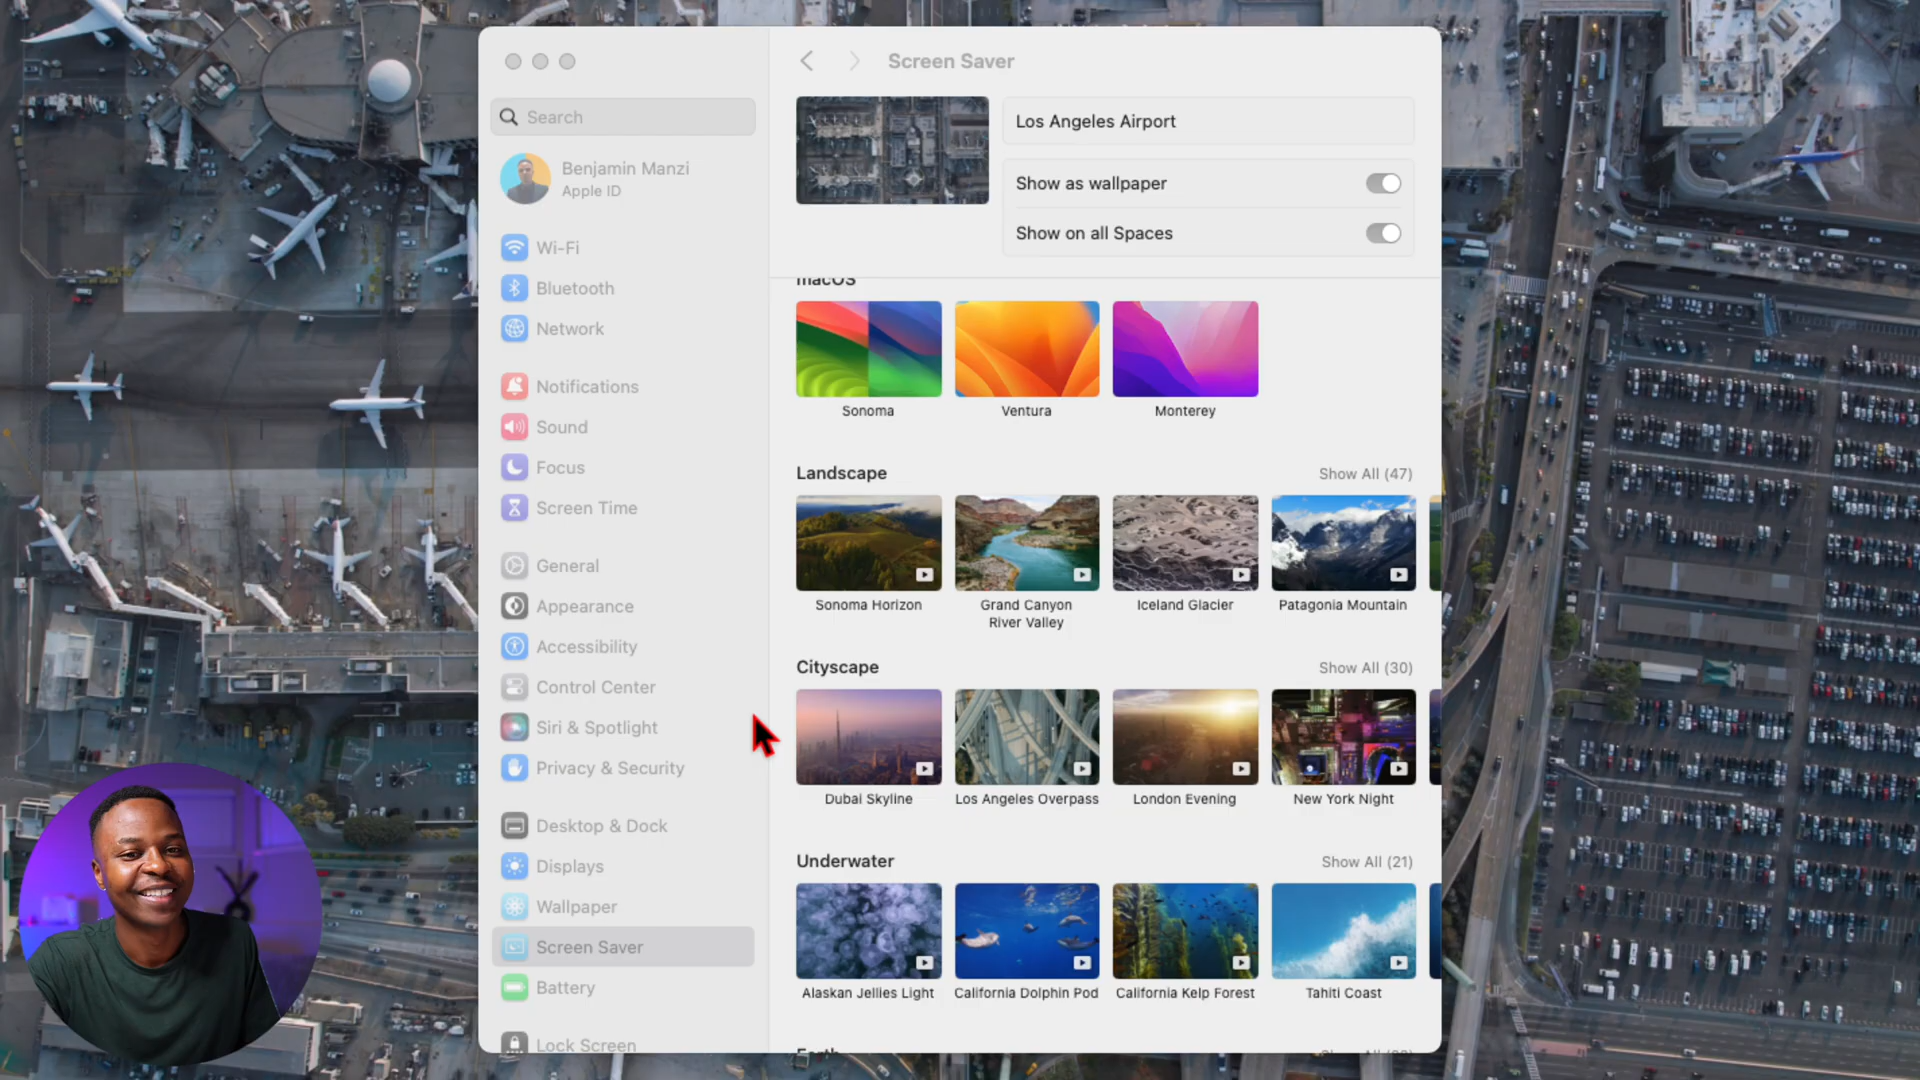 Screen Saver
Search
Benjamin Manzi
Apple ID
Wi-Fi
Bluetooth
Network
Notifications
Sound
Focus
Screen Time
General
Appearance
Accessibility
Control Center
Siri & Spotlight
Privacy & Security
Desktop & Dock
Displays
Wallpaper
Screen Saver
Battery
Lock Screen
Los Angeles Airport
Show as wallpaper
Show on all Spaces
macOS
Sonoma
Ventura
Monterey
Landscape
Show All (47)
Sonoma Horizon
Grand Canyon
River Valley
Iceland Glacier
Patagonia Mountain
Cityscape
Show All (30)
Dubai Skyline
Los Angeles Overpass
London Evening
New York Night
Underwater
Show All (21)
Alaskan Jellies Light
California Dolphin Pod
California Kelp Forest
Tahiti Coast
Earth